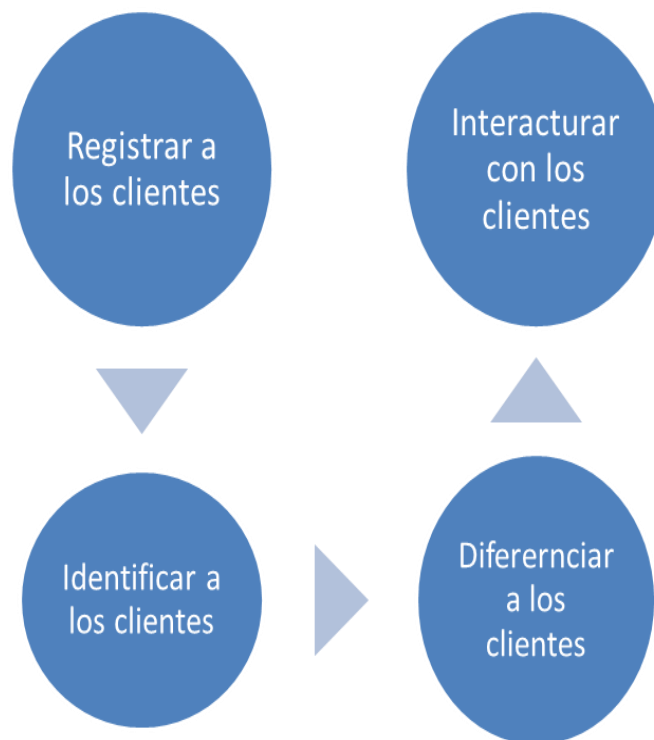 Registrar a
los clientes
Identificar a
los clientes
Diferernciar
a los
clientes
Interacturar
con los
clientes